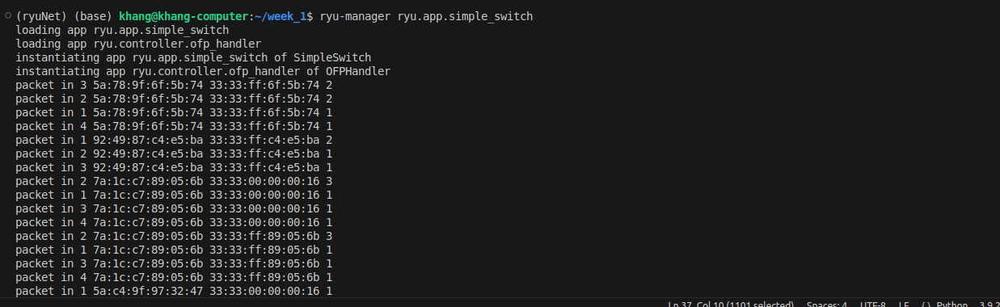 (ryuNet) (base) khang@khang-computer:~/week_1$ ryu-manager ryu.app.simple_switch
loading app ryu.app.simple_switch
loading app ryu.controller.ofp_handler
instantiating app ryu.app.simple_switch of SimpleSwitch
instantiating app ryu.controller.ofp_handler of OFPHandler
packet in 3 5a:78:9f:6f:5b:74 33:33:ff:6f:5b:74 2
packet in 2 5a:78:9f:6f:5b:74 33:33:ff:6f:5b:74 2
packet in 1 5a:78:9f:6f:5b:74 33:33:ff:6f:5b:74 1
packet in 4 5a:78:9f:6f:5b:74 33:33:ff:6f:5b:74 1
packet in 1 92:49:87:c4:e5:ba 33:33:ff:c4:e5:ba 2
packet in 2 92:49:87:c4:e5:ba 33:33:ff:c4:e5:ba 1
packet in 3 92:49:87:c4:e5:ba 33:33:ff:c4:e5:ba 1
packet in 2 7a:1c:c7:89:05:6b 33:33:00:00:00:16 3
packet in 1 7a:1c:c7:89:05:6b 33:33:00:00:00:16 1
packet in 3 7a:1c:c7:89:05:6b 33:33:00:00:00:16 1
packet in 4 7a:1c:c7:89:05:6b 33:33:00:00:00:16 1
packet in 2 7a:1c:c7:89:05:6b 33:33:ff:89:05:6b 3
packet in 1 7a:1c:c7:89:05:6b 33:33:ff:89:05:6b 1
packet in 3 7a:1c:c7:89:05:6b 33:33:ff:89:05:6b 1
packet in 4 7a:1c:c7:89:05:6b 33:33:ff:89:05:6b 1
packet in 1 5a:c4:9f:97:32:47 33:33:00:00:00:16 1
Ln 37, Col 10 (1101 selected) Spaces: 4 UTF-8 LF { } Python 3.9.2